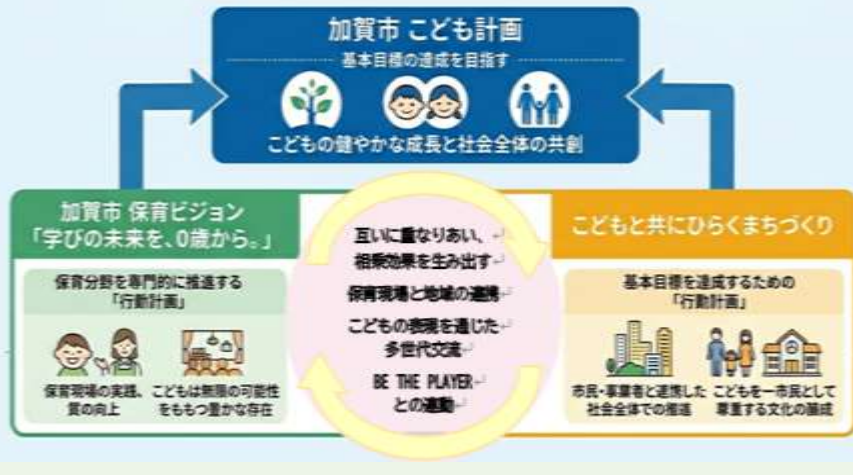 加賀市 こども計画
基本目標の達成を目指す
こどもの健やかな成長と社会全体の共創
加賀市 保育ビジョン
「学びの未来を、0歳から。」
保育分野を専門的に推進する
「行動計画」
保育現場の実践、
質の向上
こどもは無限の可能性
をももつ豊かな存在
互いに重なりあい、
相乗効果を生み出す
保育現場と地域の連携
こどもの表現を通じた
多世代交流
BE THE PLAYER
との連動
こどもと共にひらくまちづくり
基本目標を達成するための
「行動計画」
市民・事業者と連携した
社会全体での推進
こどもを一市民として
尊重する文化の醸成